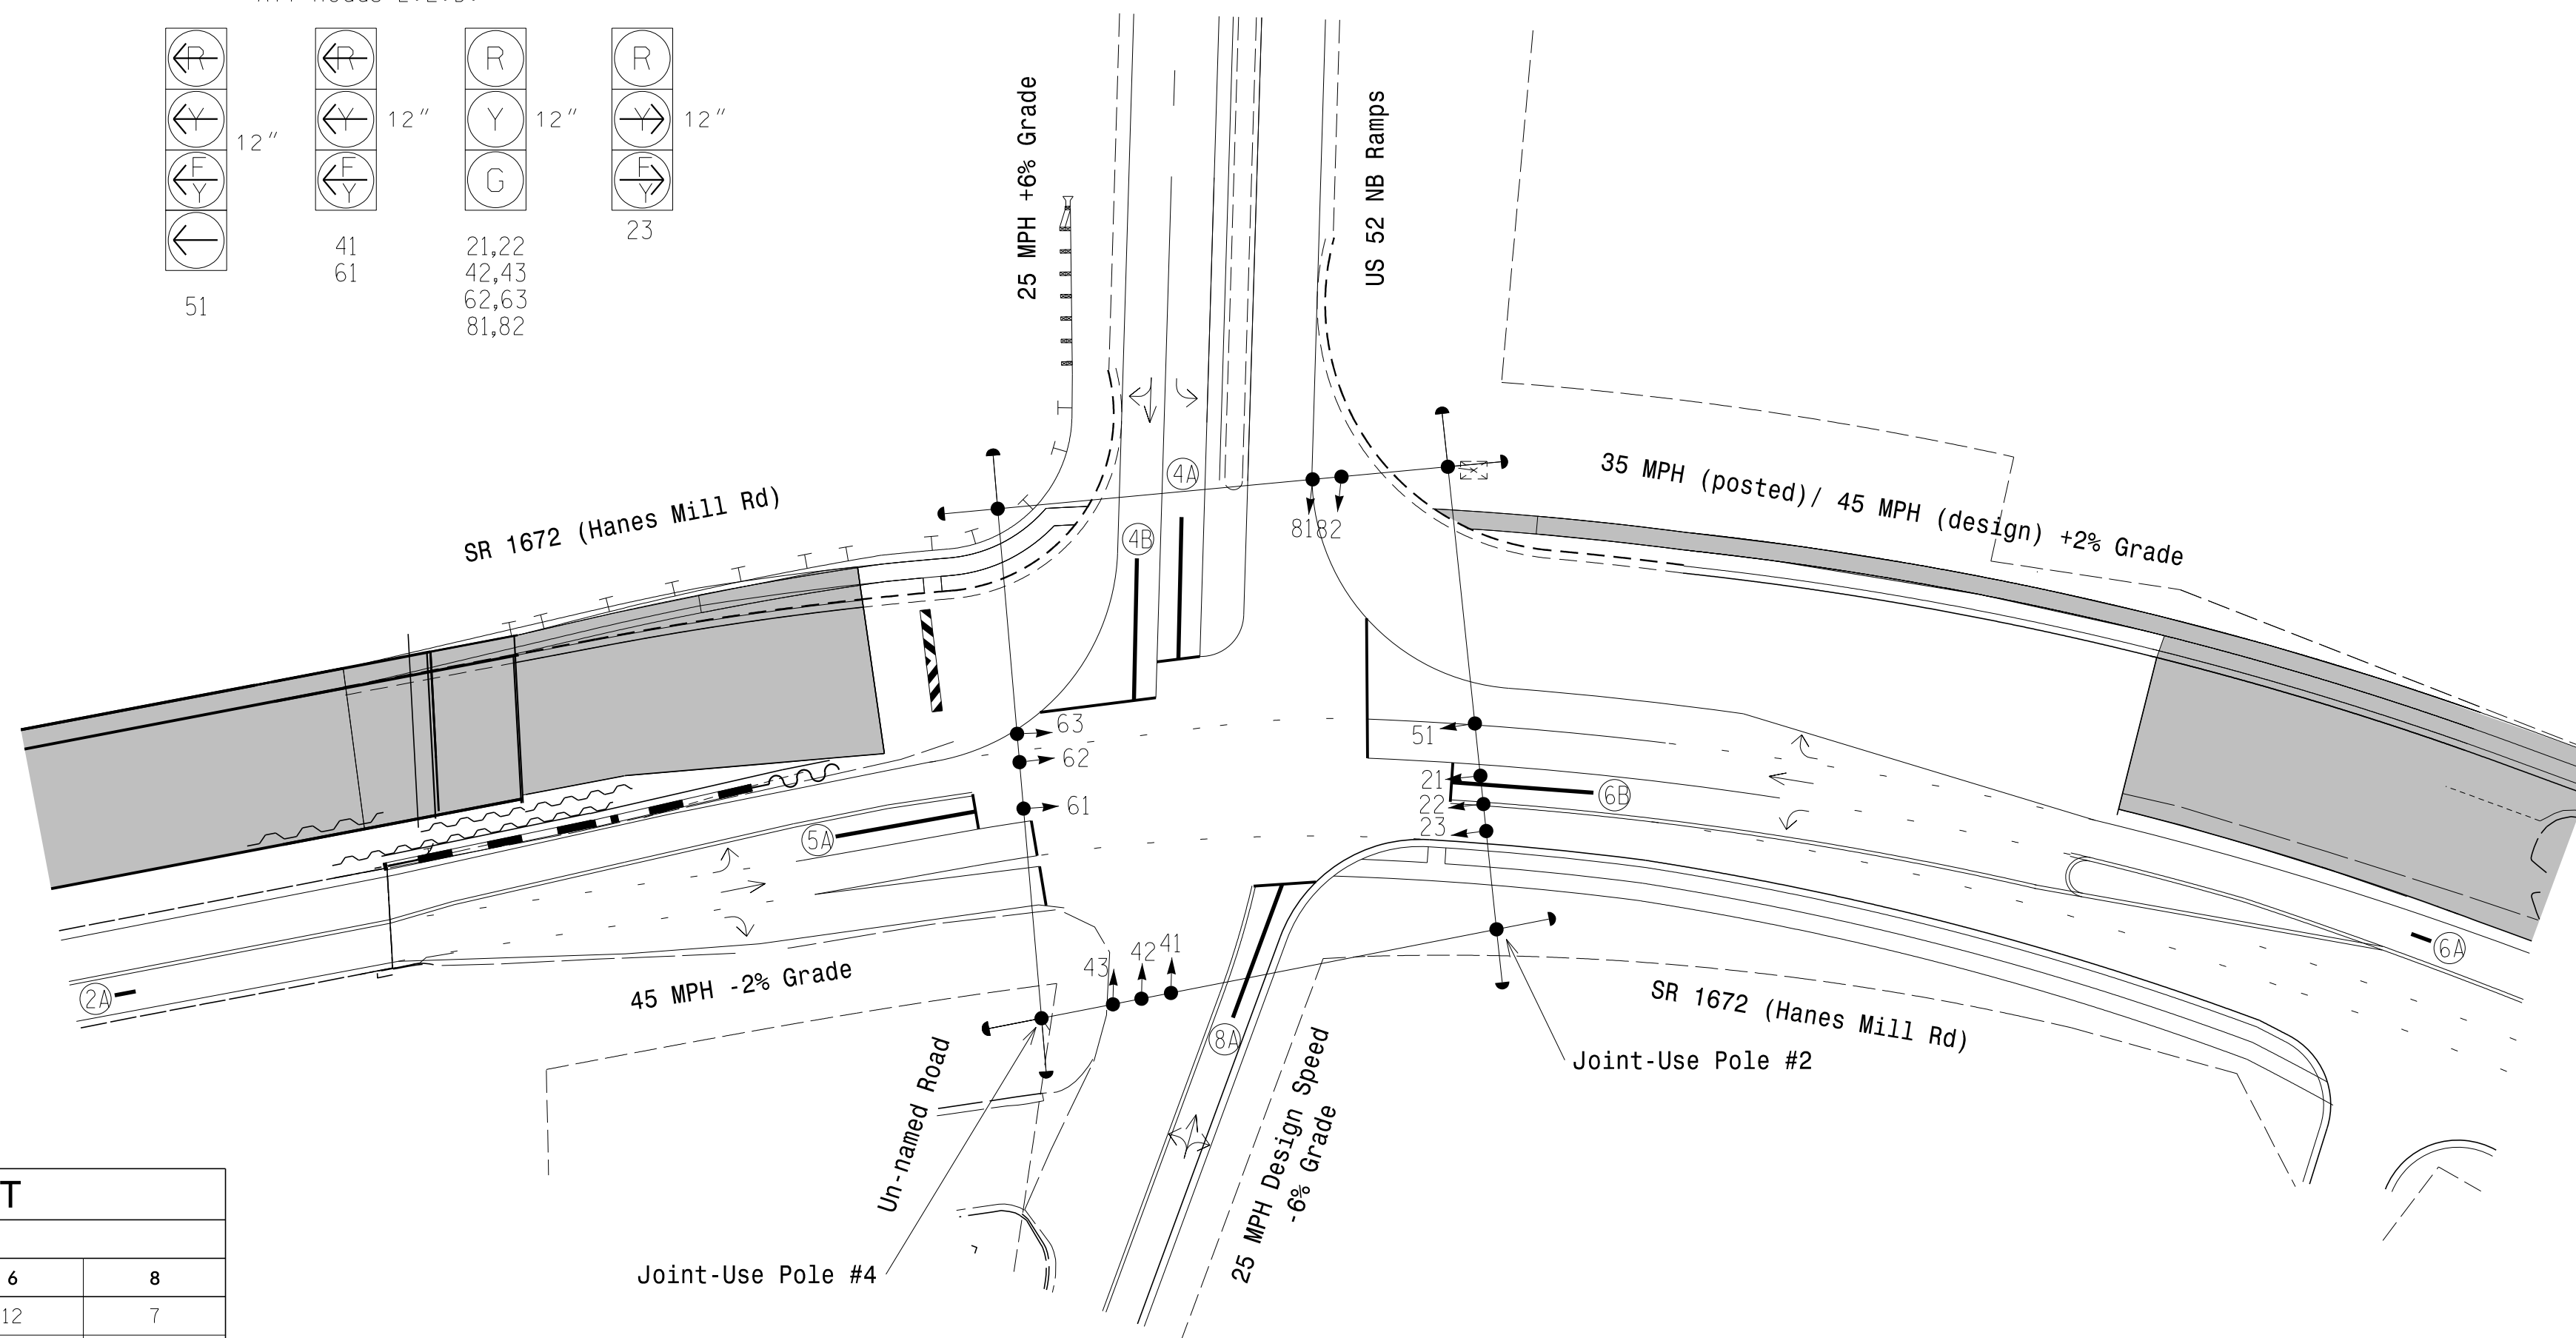 R
Y
F
Y
12"
51
R
Y
F
Y
12"
41
61
R
Y
G
12"
21,22
42,43
62,63
81,82
R
Y
F
Y
12"
23
25 MPH +6% Grade
US 52 NB Ramps
SR 1672 (Hanes Mill Rd)
35 MPH (posted)/ 45 MPH (design) +2% Grade
4A
4B
8182
63
62
61
51
21
22
23
6B
5A
6A
2A
45 MPH -2% Grade
43
42
41
8A
SR 1672 (Hanes Mill Rd)
Joint-Use Pole #2
Un-named Road
25 MPH Design Speed
-6% Grade
Joint-Use Pole #4
T
6 8
12 7